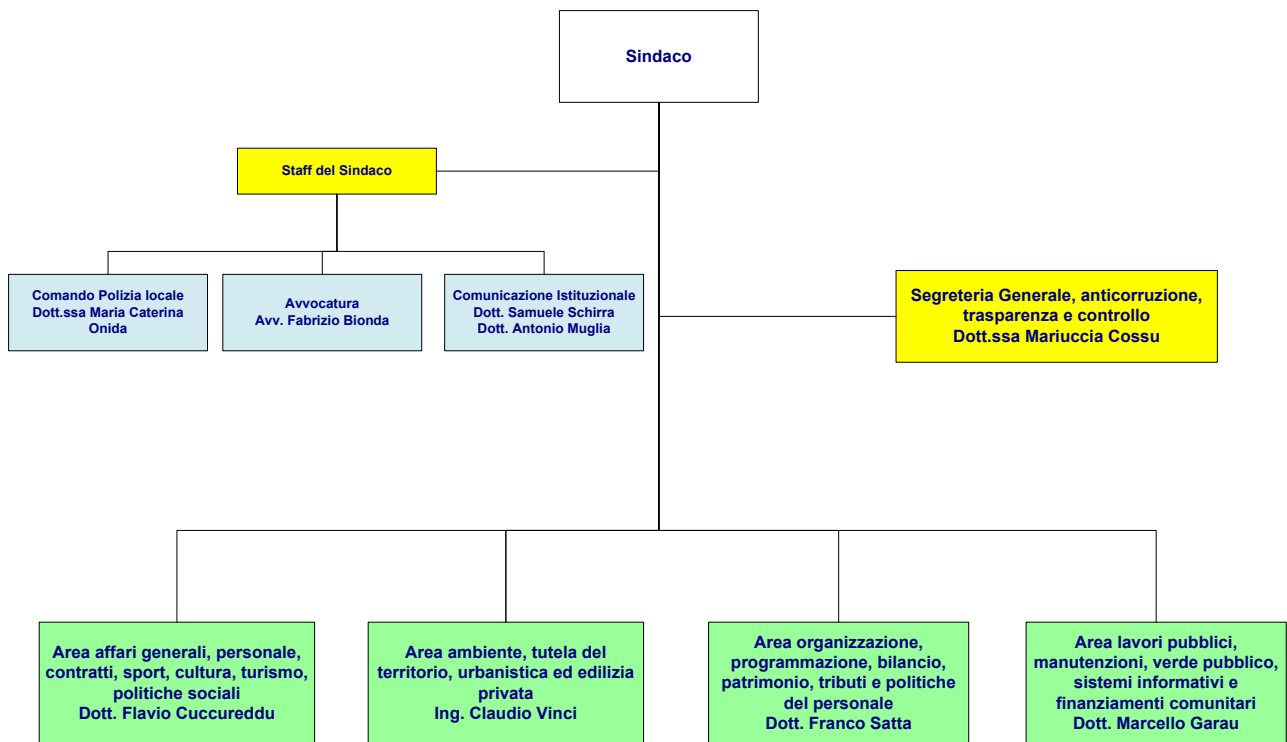 Sindaco
Staff del Sindaco
Comando Polizia locale
Dott.ssa Maria Caterina
Onida
Avvocatura
Avv. Fabrizio Bionda
Comunicazione Istituzionale
Dott. Samuele Schirra
Dott. Antonio Muglia
Segreteria Generale, anticorruzione,
trasparenza e controllo
Dott.ssa Mariuccia Cossu
Area affari generali, personale,
contratti, sport, cultura, turismo,
politiche sociali
Dott. Flavio Cuccureddu
Area ambiente, tutela del
territorio, urbanistica ed edilizia
privata
Ing. Claudio Vinci
Area organizzazione,
programmazione, bilancio,
patrimonio, tributi e politiche
del personale
Dott. Franco Satta
Area lavori pubblici,
manutenzioni, verde pubblico,
sistemi informativi e
finanziamenti comunitari
Dott. Marcello Garau